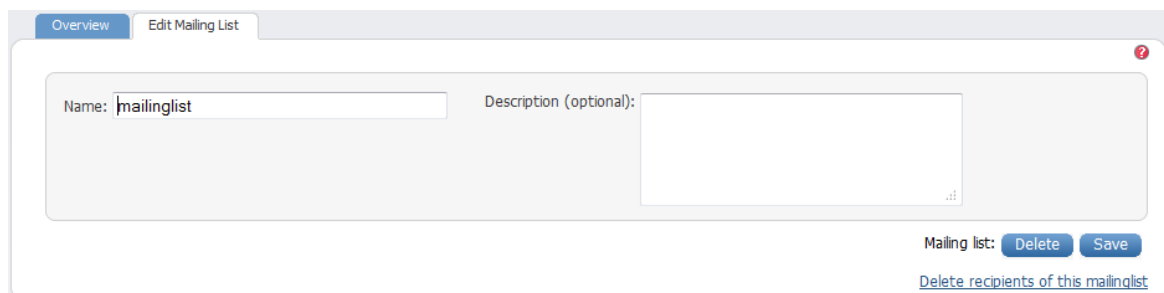 Overview Edit Mailing List
?
Name: mailinglist Description (optional):
Mailing list: Delete Save
Delete recipients of this mailinglist